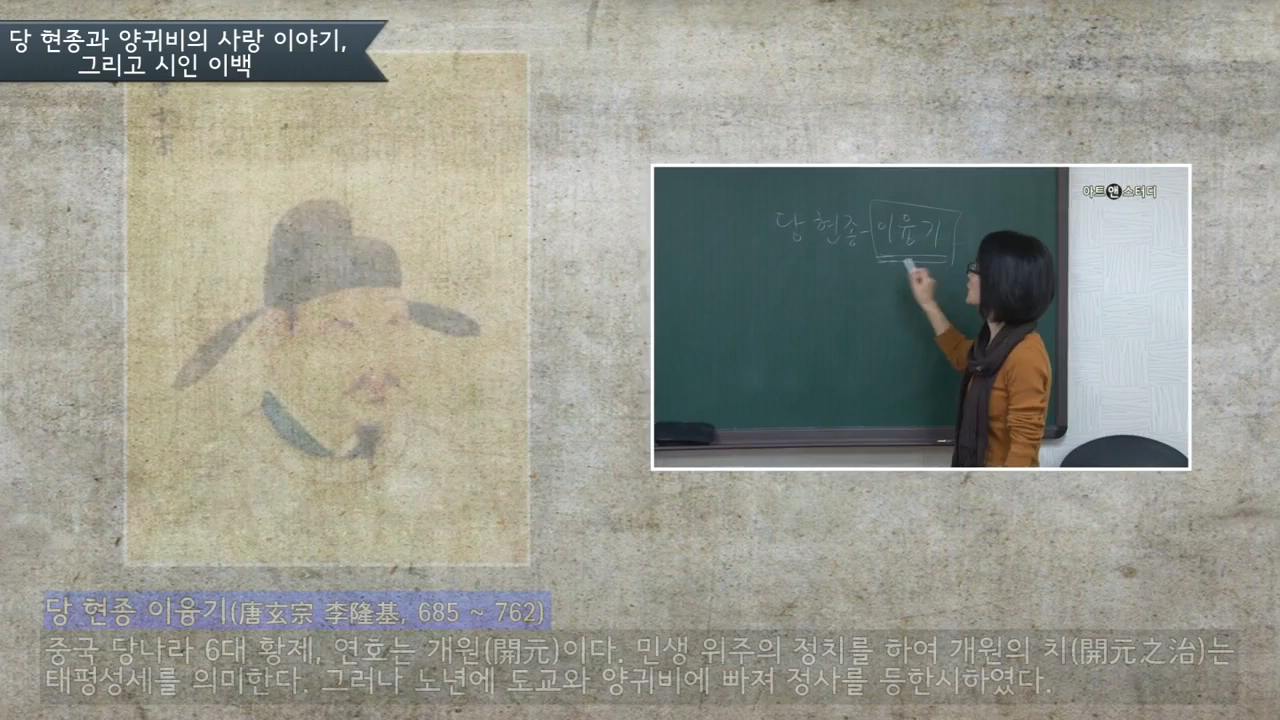 당 현종과 양귀비의 사랑 이야기,
그리고 시인 이백
아트앤스터디
당 현종-이융기
당 현종 이융기(唐玄宗 李隆基, 685 ~ 762)
중국 당나라 6대 황제, 연호는 개원(開元)이다. 민생 위주의 정치를 하여 개원의 치(開元之治)는
태평성세를 의미한다. 그러나 노년에 도교와 양귀비에 빠져 정사를 등한시하였다.